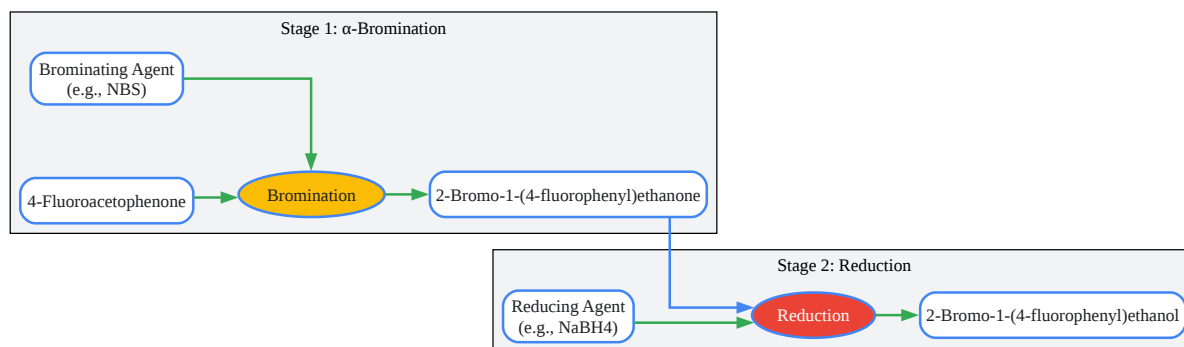 Stage 1: α-Bromination
Brominating Agent
(e.g., NBS)
4-Fluoroacetophenone
Bromination
2-Bromo-1-(4-fluorophenyl)ethanone
Stage 2: Reduction
Reducing Agent
(e.g., NaBH4)
Reduction
2-Bromo-1-(4-fluorophenyl)ethanol